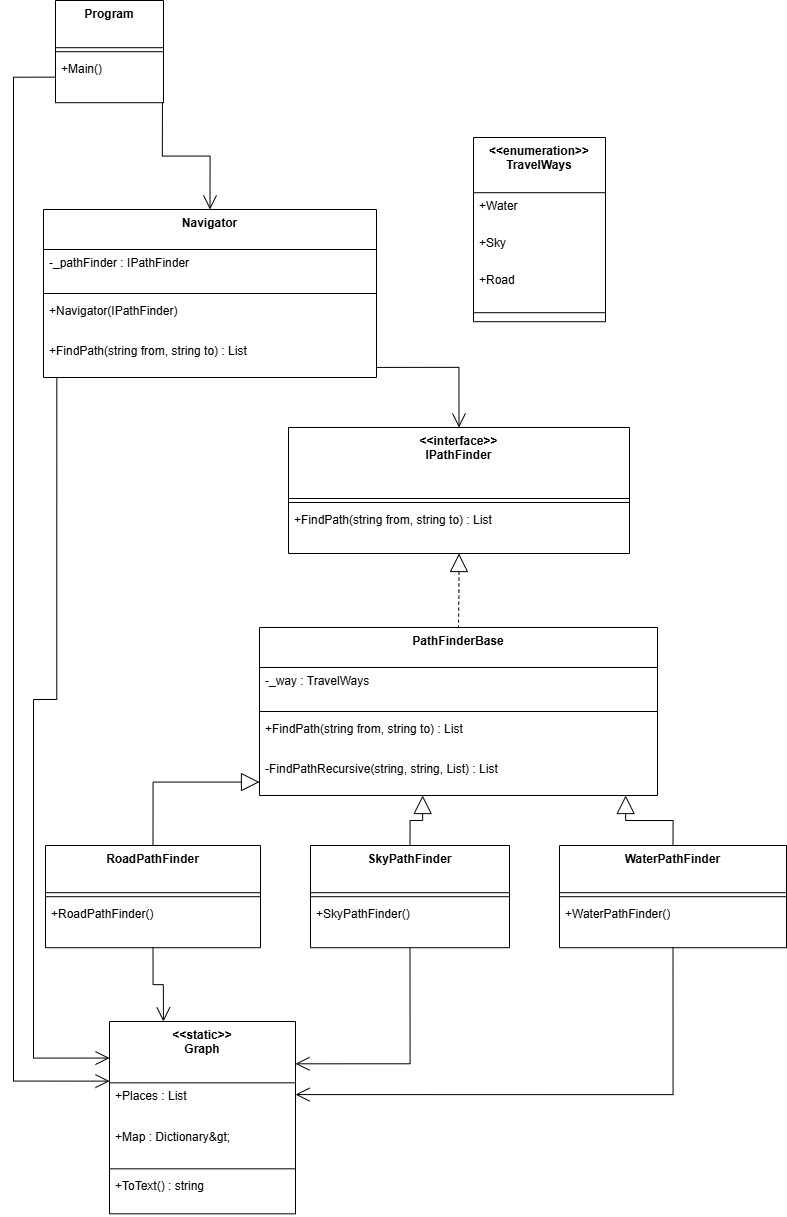 Program
+Main()
<<enumeration>>
TravelWays
+Water
+Sky
+Road
Navigator
-_pathFinder : IPathFinder
+Navigator(IPathFinder)
+FindPath(string from, string to) : List
<<interface>>
IPathFinder
+FindPath(string from, string to) : List
PathFinderBase
-_way : TravelWays
+FindPath(string from, string to) : List
-FindPathRecursive(string, string, List) : List
RoadPathFinder
+RoadPathFinder()
SkyPathFinder
+SkyPathFinder()
WaterPathFinder
+WaterPathFinder()
<<static>>
Graph
+Places : List
+Map : Dictionary&gt;
+ToText() : string